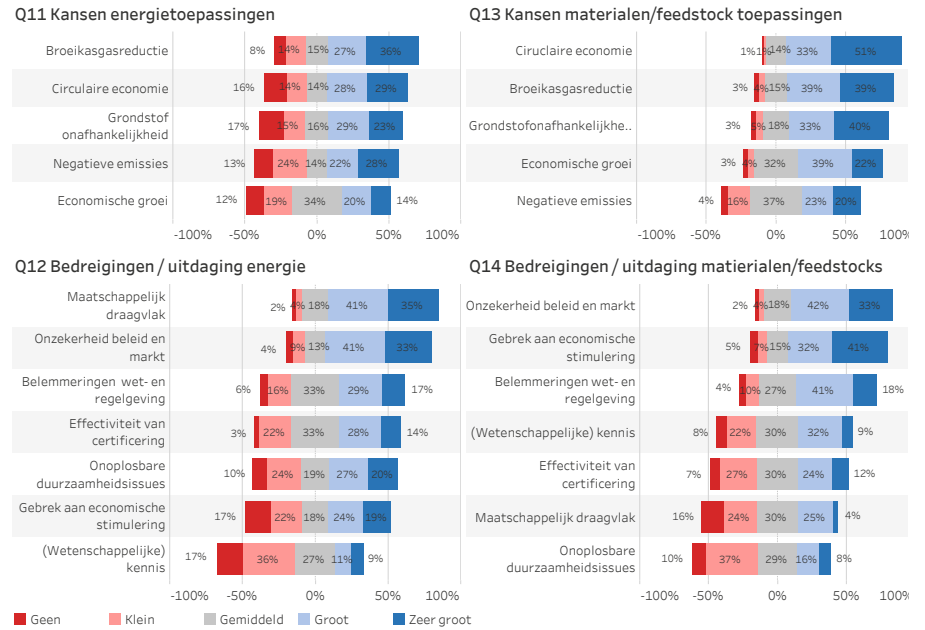 Q11 Kansen energietoepassingen
Broeikasgasreductie 8% 14% 15% 27% 36%
Circulaire economie 16% 14% 14% 28% 29%
Grondstof
onafhankelijkheid 17% 15% 16% 29% 23%
Negatieve emissies 13% 24% 14% 22% 28%
Economische groei 12% 19% 34% 20% 14%
-100% -50% 0% 50% 100%
Q13 Kansen materialen/feedstock toepassingen
Ciruclaire economie 1% 1% 14% 33% 51%
Broeikasgasreductie 3% 4% 15% 39% 39%
Grondstofonafhankelijkhe.. 3% 5% 18% 33% 40%
Economische groei 3% 4% 32% 39% 22%
Negatieve emissies 4% 16% 37% 23% 20%
-100% -50% 0% 50% 100%
Q12 Bedreigingen / uitdaging energie
Maatschappelijk
draagvlak 2% 4% 18% 41% 35%
Onzekerheid beleid en
markt 4% 9% 13% 41% 33%
Belemmeringen wet- en
regelgeving 6% 16% 33% 29% 17%
Effectiviteit van
certificering 3% 22% 33% 28% 14%
Onoplosbare
duurzaamheidsissues 10% 24% 19% 27% 20%
Gebrek aan economische
stimulering 17% 22% 18% 24% 19%
(Wetenschappelijke)
kennis 17% 36% 27% 11% 9%
-100% -50% 0% 50% 100%
Q14 Bedreigingen / uitdaging matierialen/feedstocks
Onzekerheid beleid en markt 2% 4% 18% 42% 33%
Gebrek aan economische
stimulering 5% 7% 15% 32% 41%
Belemmeringen wet- en
regelgeving 4% 10% 27% 41% 18%
(Wetenschappelijke) kennis 8% 22% 30% 32% 9%
Effectiviteit van
certificering 7% 27% 30% 24% 12%
Maatschappelijk draagvlak 16% 24% 30% 25% 4%
Onoplosbare
duurzaamheidsissues 10% 37% 29% 16% 8%
-100% -50% 0% 50% 100%
Geen Klein Gemiddeld Groot Zeer groot